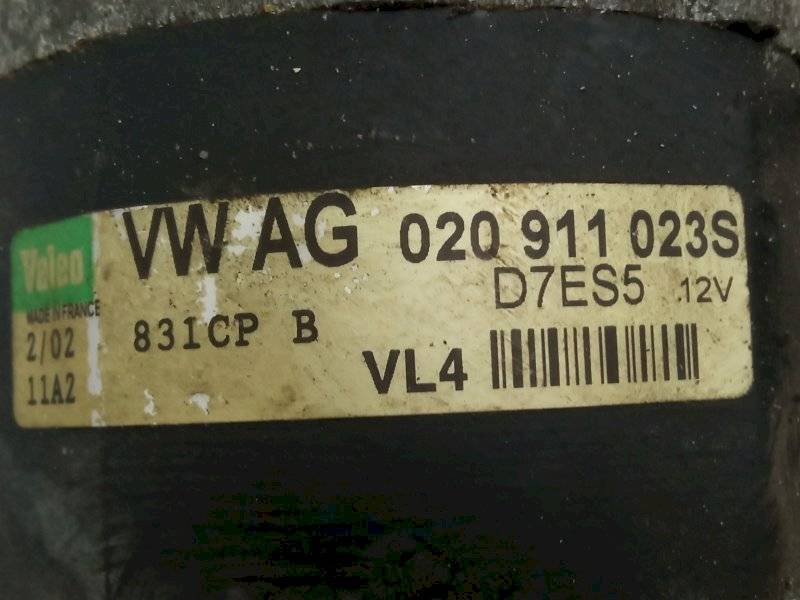 VW AG 020 911 023S
Valeo
D7ES5 12V
MADE IN FRANCE
2/02 831CP B
VL4
11A2